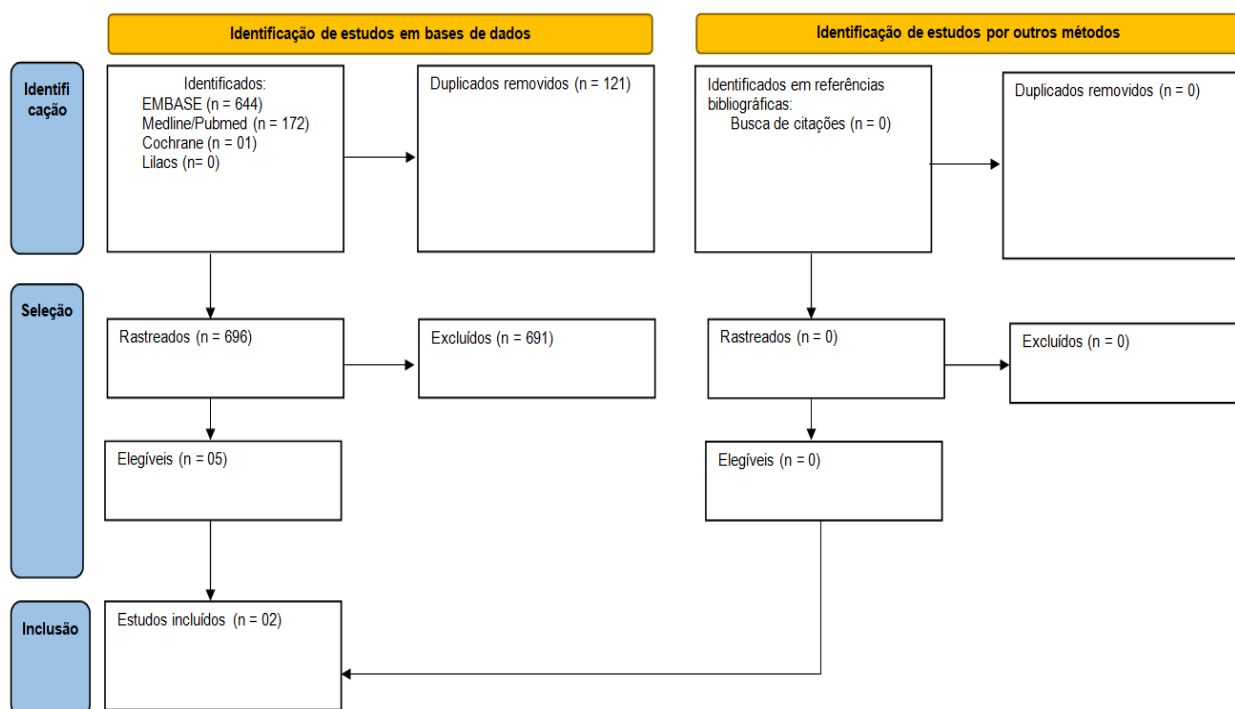 Identificação de estudos em bases de dados
Identificação de estudos por outros métodos
Identifi
cação
Identificados:
EMBASE (n = 644)
Medline/Pubmed (n = 172)
Cochrane (n = 01)
Lilacs (n= 0)
Duplicados removidos (n = 121)
Identificados em referências
bibliográficas:
Busca de citações (n = 0)
Duplicados removidos (n = 0)
Seleção
Rastreados (n = 696)
Excluídos (n = 691)
Rastreados (n = 0)
Excluídos (n = 0)
Elegíveis (n = 05)
Elegíveis (n = 0)
Inclusão
Estudos incluídos (n = 02)